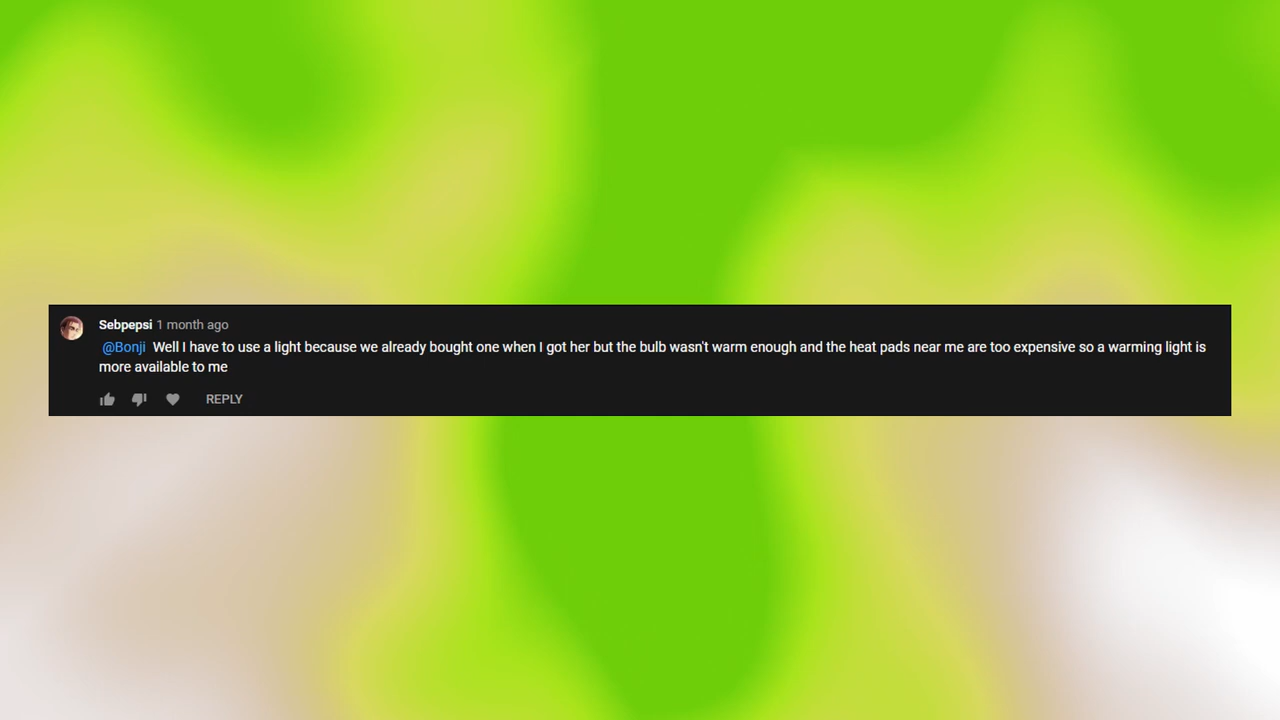 Sebpepsi 1 month ago
@Bonji Well I have to use a light because we already bought one when I got her but the bulb wasn't warm enough and the heat pads near me are too expensive so a warming light is
more available to me
REPLY